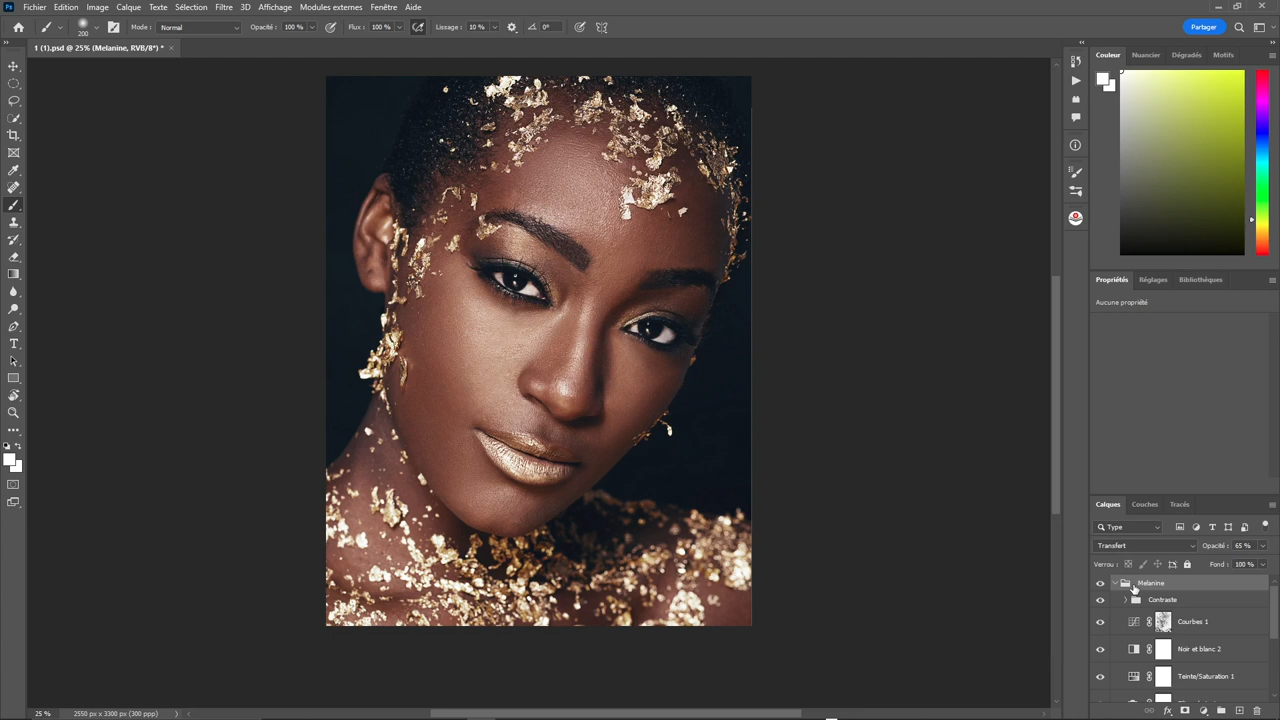 Ps Fichier Edition Image Calque Texte Sélection Filtre 3D Affichage Modules externes Fenêtre Aide
200 Mode : Normal Opacité : 100 % Flux : 100 % Lissage : 10 % 0° Partager
1 (1).psd @ 25% (Melanine, RVB/8*) * ×
Couleur Nuancier Dégradés Motifs
Propriétés Réglages Bibliothèques
Aucune propriété
Calques Couches Tracés
Type
Transfert Opacité : 65 %
Verrou : Fond : 100 %
Melanine
Contraste
Courbes 1
Noir et blanc 2
Teinte/Saturation 1
25 % 2550 px x 3300 px (300 ppp)